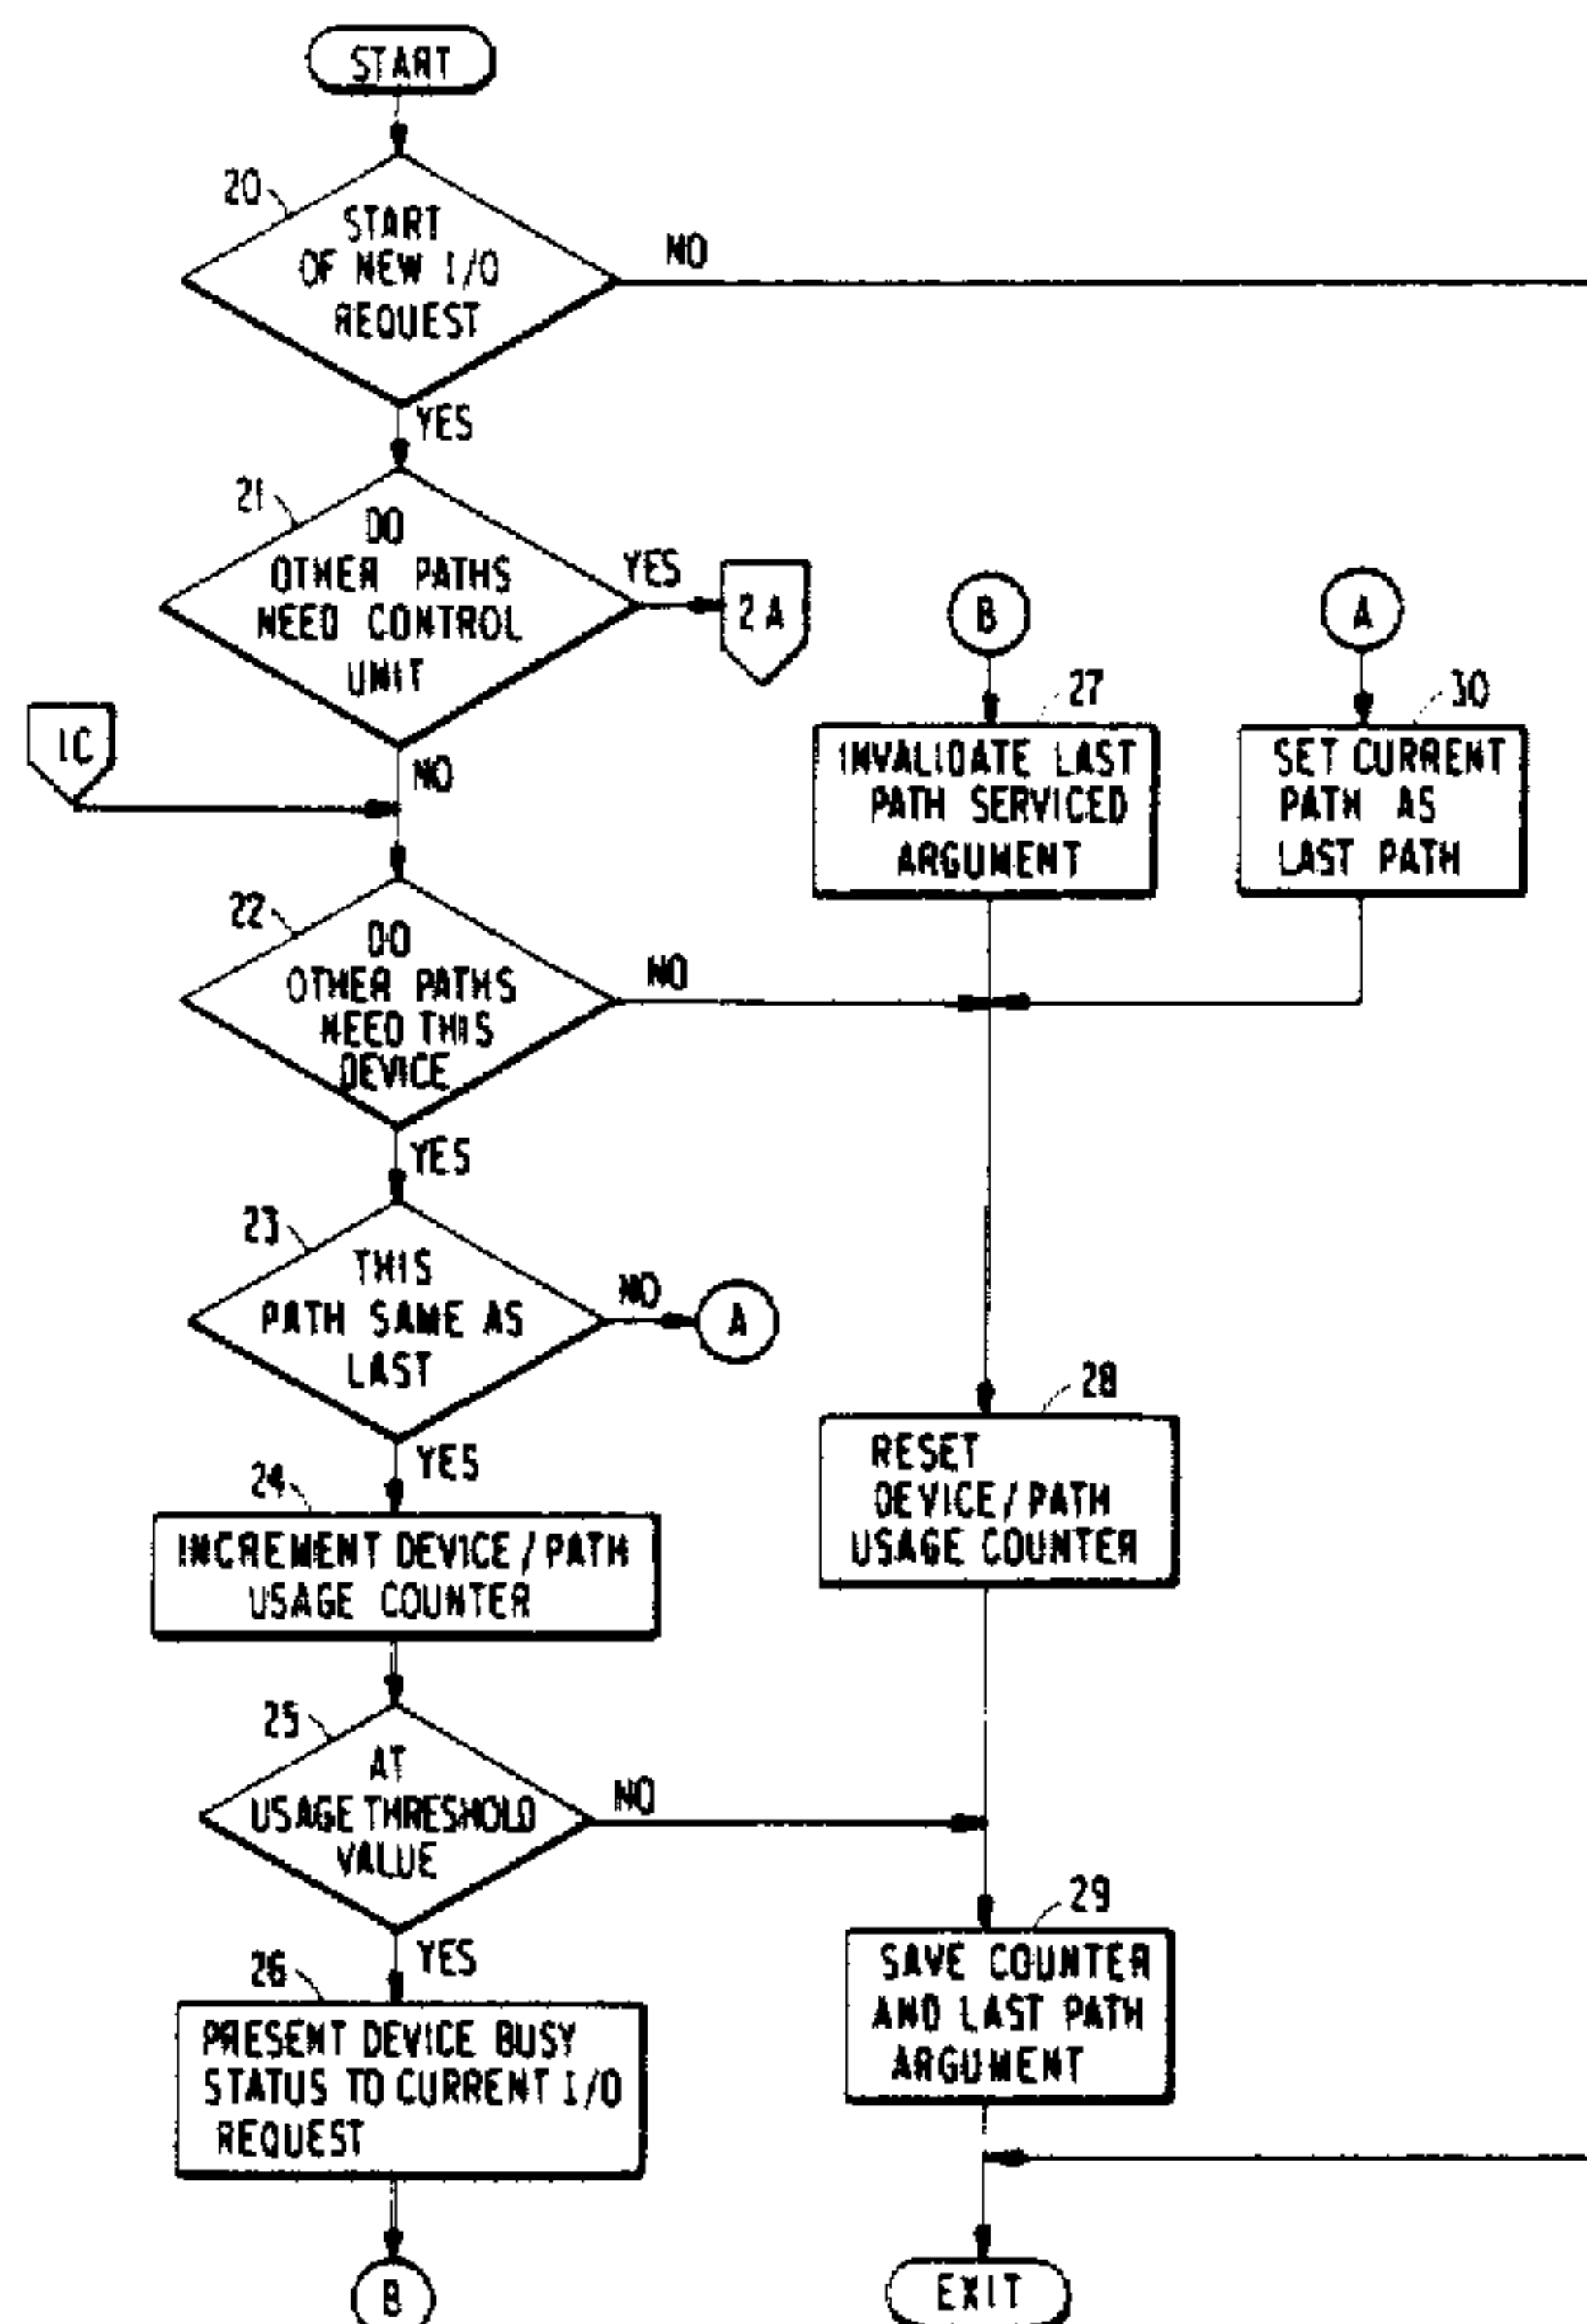 START
20
START
OF NEW I/O
REQUEST
NO
YES
21
DO
OTHER PATHS
NEED CONTROL
UNIT
YES
2A
NO
1C
22
DO
OTHER PATHS
NEED THIS
DEVICE
NO
YES
23
THIS
PATH SAME AS
LAST
NO
A
YES
24
INCREMENT DEVICE/PATH
USAGE COUNTER
25
AT
USAGE THRESHOLD
VALUE
NO
YES
26
PRESENT DEVICE BUSY
STATUS TO CURRENT I/O
REQUEST
B
B
27
INVALIDATE LAST
PATH SERVICED
ARGUMENT
A
30
SET CURRENT
PATH AS
LAST PATH
28
RESET
DEVICE/PATH
USAGE COUNTER
29
SAVE COUNTER
AND LAST PATH
ARGUMENT
EXIT